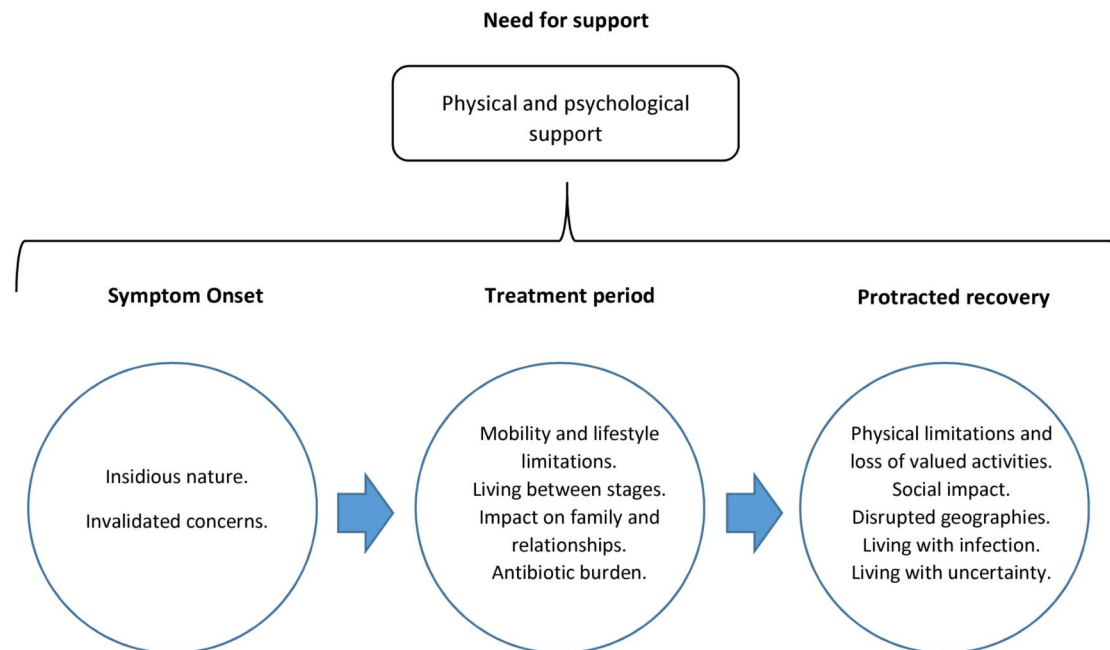 Need for support
Physical and psychological
support
Symptom Onset
Treatment period
Protracted recovery
Insidious nature.
Invalidated concerns.
Mobility and lifestyle
limitations.
Living between stages.
Impact on family and
relationships.
Antibiotic burden.
Physical limitations and
loss of valued activities.
Social impact.
Disrupted geographies.
Living with infection.
Living with uncertainty.